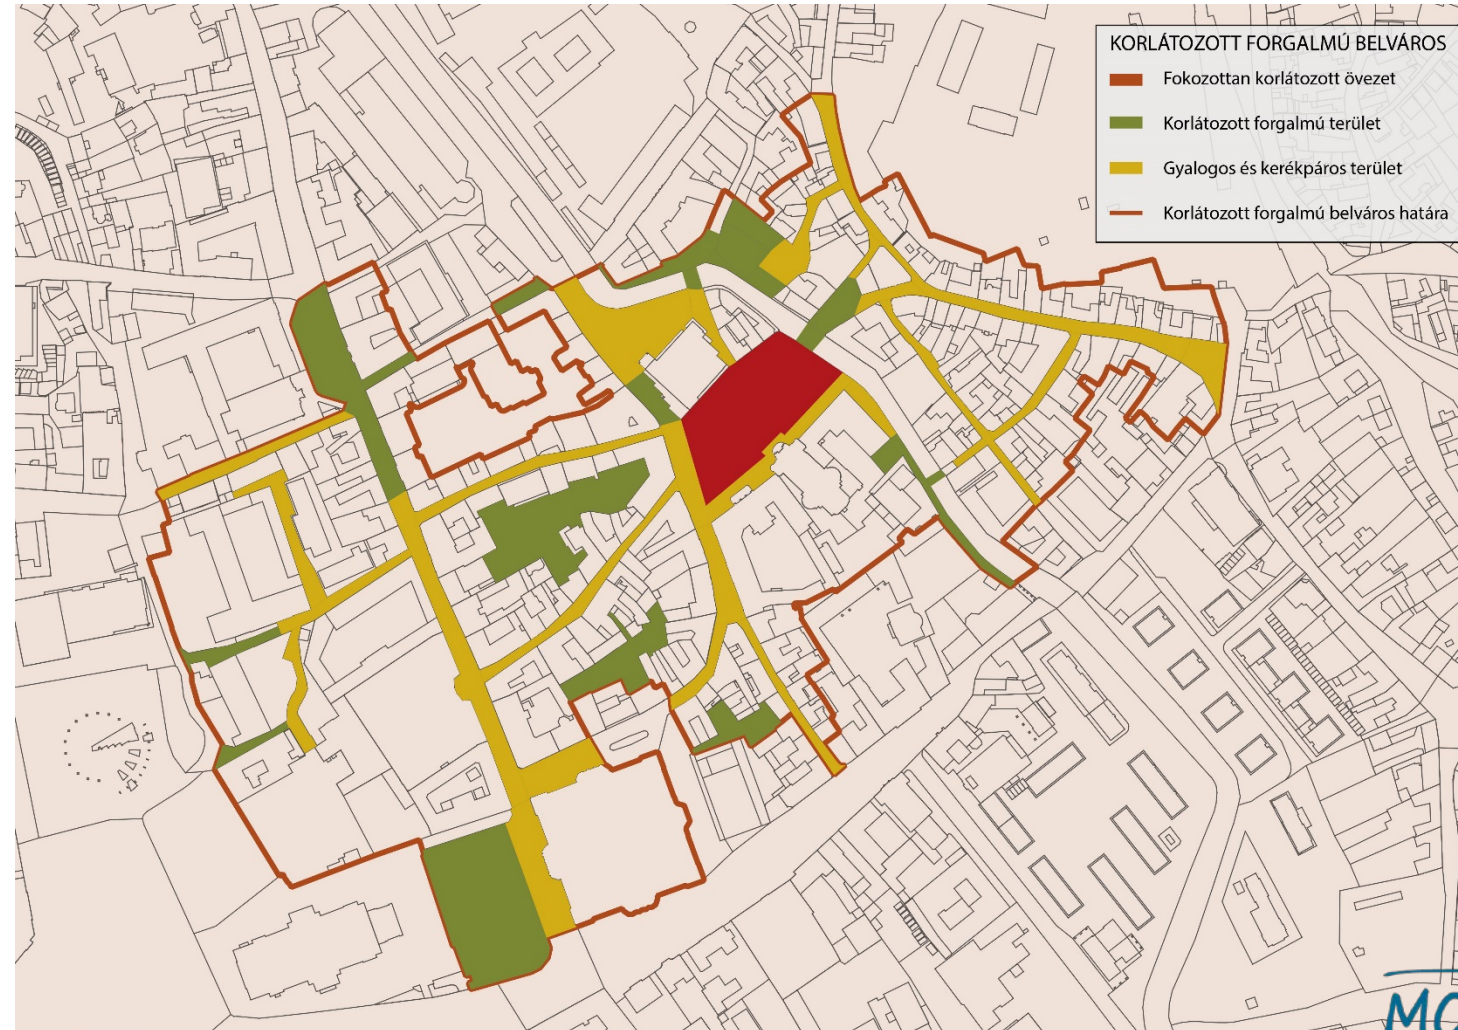 KORLÁTOZOTT FORGALMÚ BELVÁROS
Fokozottan korlátozott övezet
Korlátozott forgalmú terület
Gyalogos és kerékpáros terület
Korlátozott forgalmú belváros határa